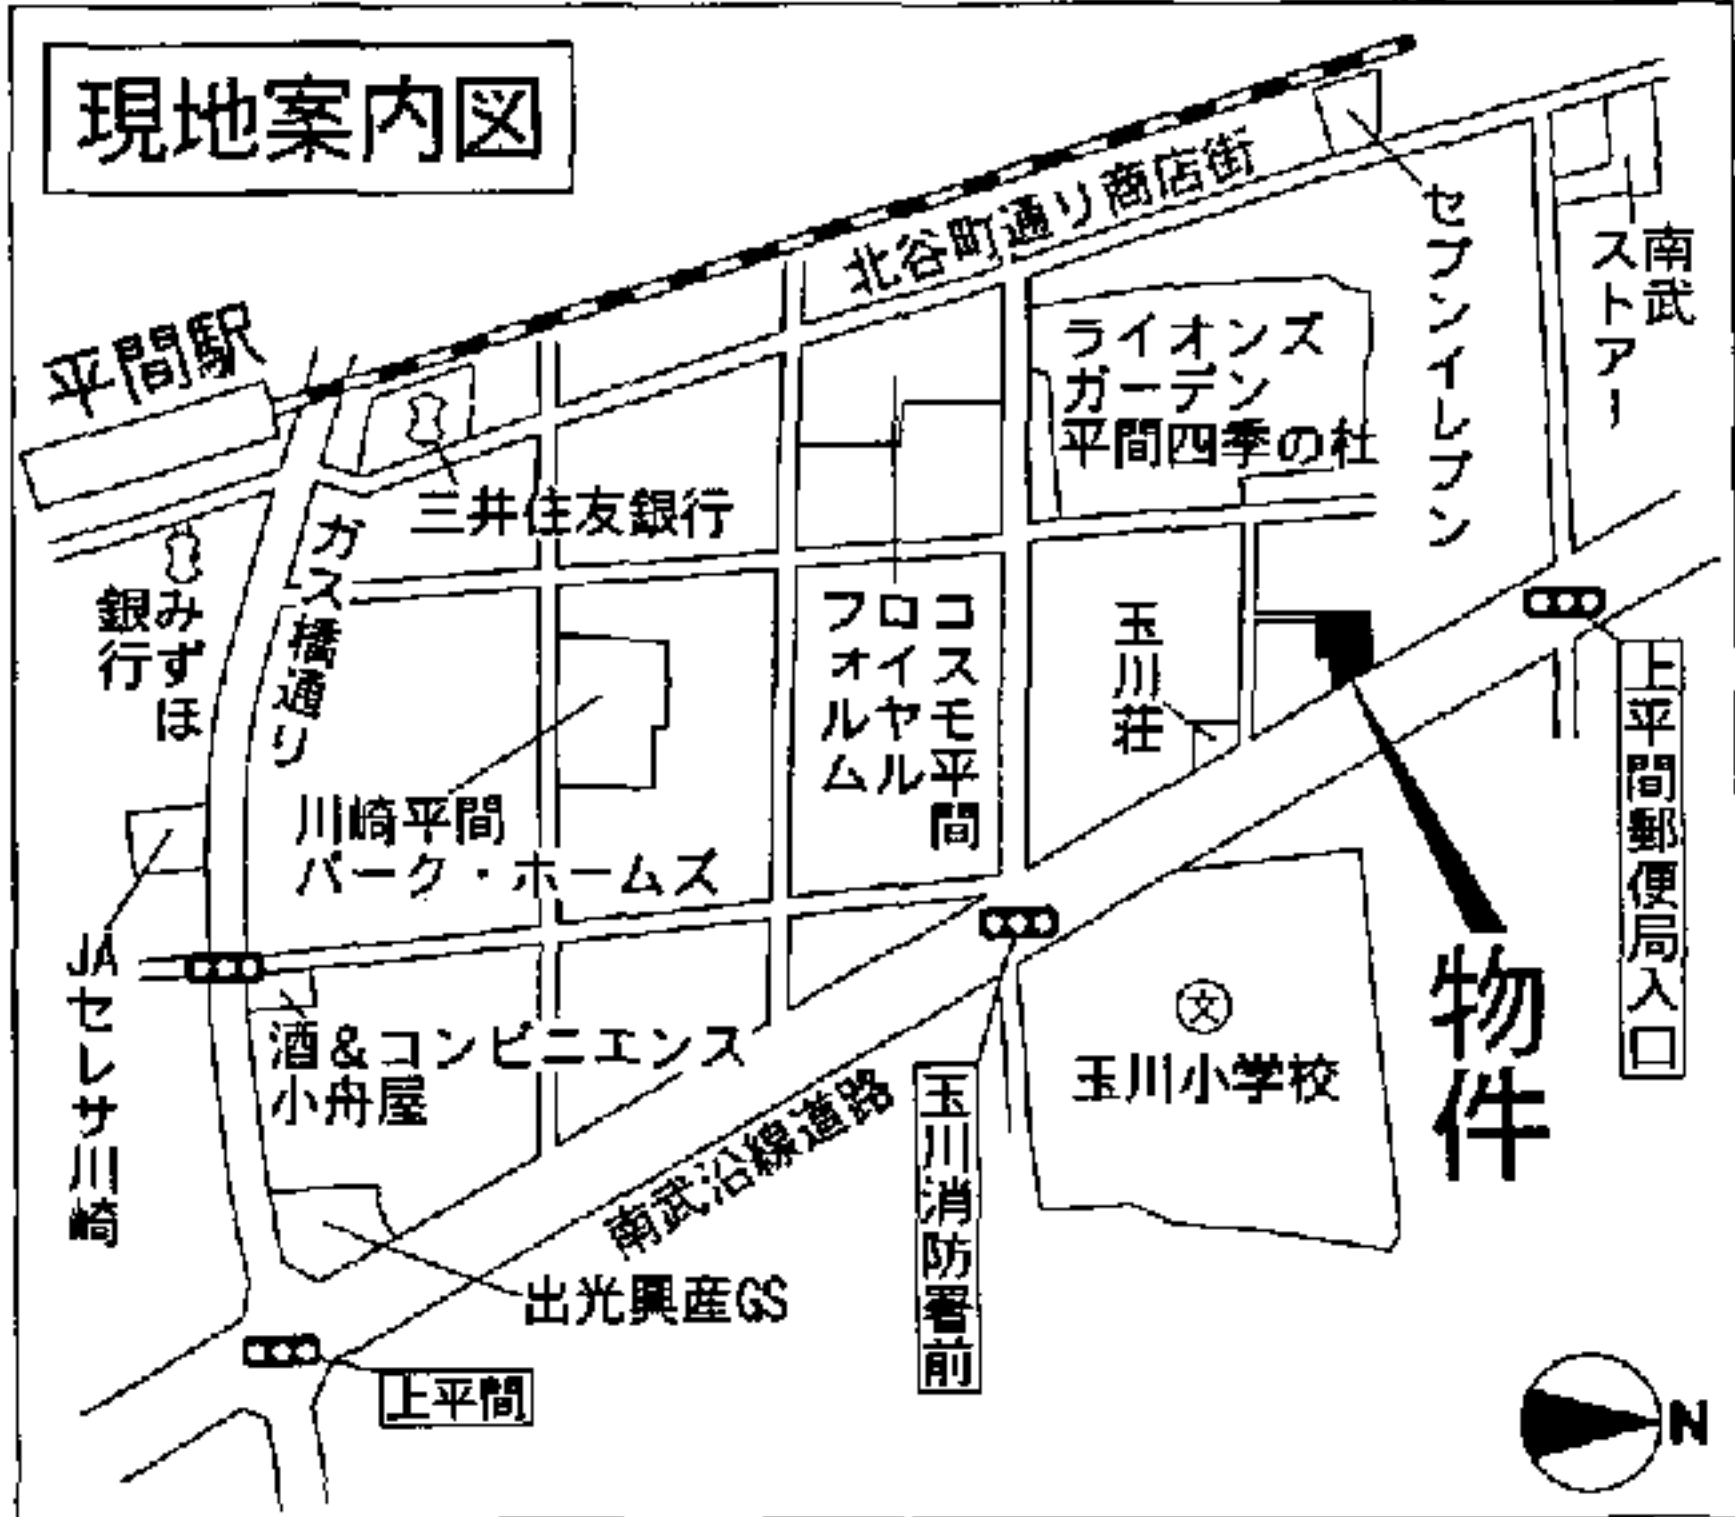 現地案内図
平間駅
北谷町通り商店街
セブンイレブン
南武
ストアー
ライオンズ
ガーデン
平間四季の杜
三井住友銀行
みずほ
銀行
ガス橋通り
コスモ平間
ロイヤル
フォルム
玉川荘
上平間郵便局入口
川崎平間
パーク・ホームズ
JAセレサ川崎
酒&コンビニエンス
小舟屋
物件
文
玉川小学校
南武沿線道路
玉川消防署前
出光興産GS
上平間
N